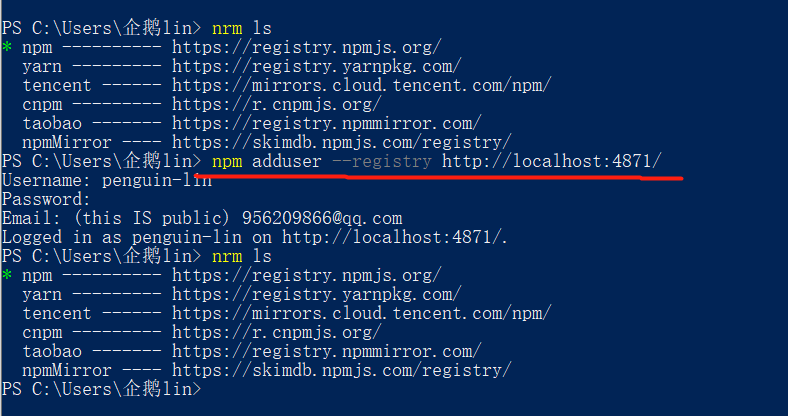 PS C:\Users\企鹅lin> nrm ls
* npm ---------- https://registry.npmjs.org/
yarn --------- https://registry.yarnpkg.com/
tencent ------ https://mirrors.cloud.tencent.com/npm/
cnpm --------- https://r.cnpmjs.org/
taobao ------- https://registry.npmmirror.com/
npmMirror ---- https://skimdb.npmjs.com/registry/
PS C:\Users\企鹅lin> npm adduser --registry http://localhost:4871/
Username: penguin-lin
Password:
Email: (this IS public) 956209866@qq.com
Logged in as penguin-lin on http://localhost:4871/.
PS C:\Users\企鹅lin> nrm ls
* npm ---------- https://registry.npmjs.org/
yarn --------- https://registry.yarnpkg.com/
tencent ------ https://mirrors.cloud.tencent.com/npm/
cnpm --------- https://r.cnpmjs.org/
taobao ------- https://registry.npmmirror.com/
npmMirror ---- https://skimdb.npmjs.com/registry/
PS C:\Users\企鹅lin>